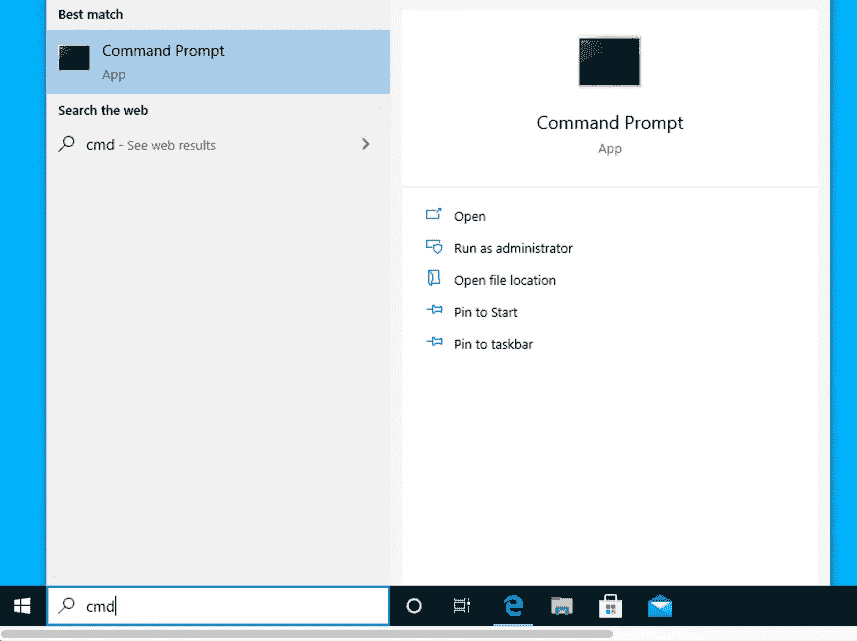 Best match
Command Prompt
App
Search the web
cmd - See web results
Command Prompt
App
Open
Run as administrator
Open file location
Pin to Start
Pin to taskbar
cmd